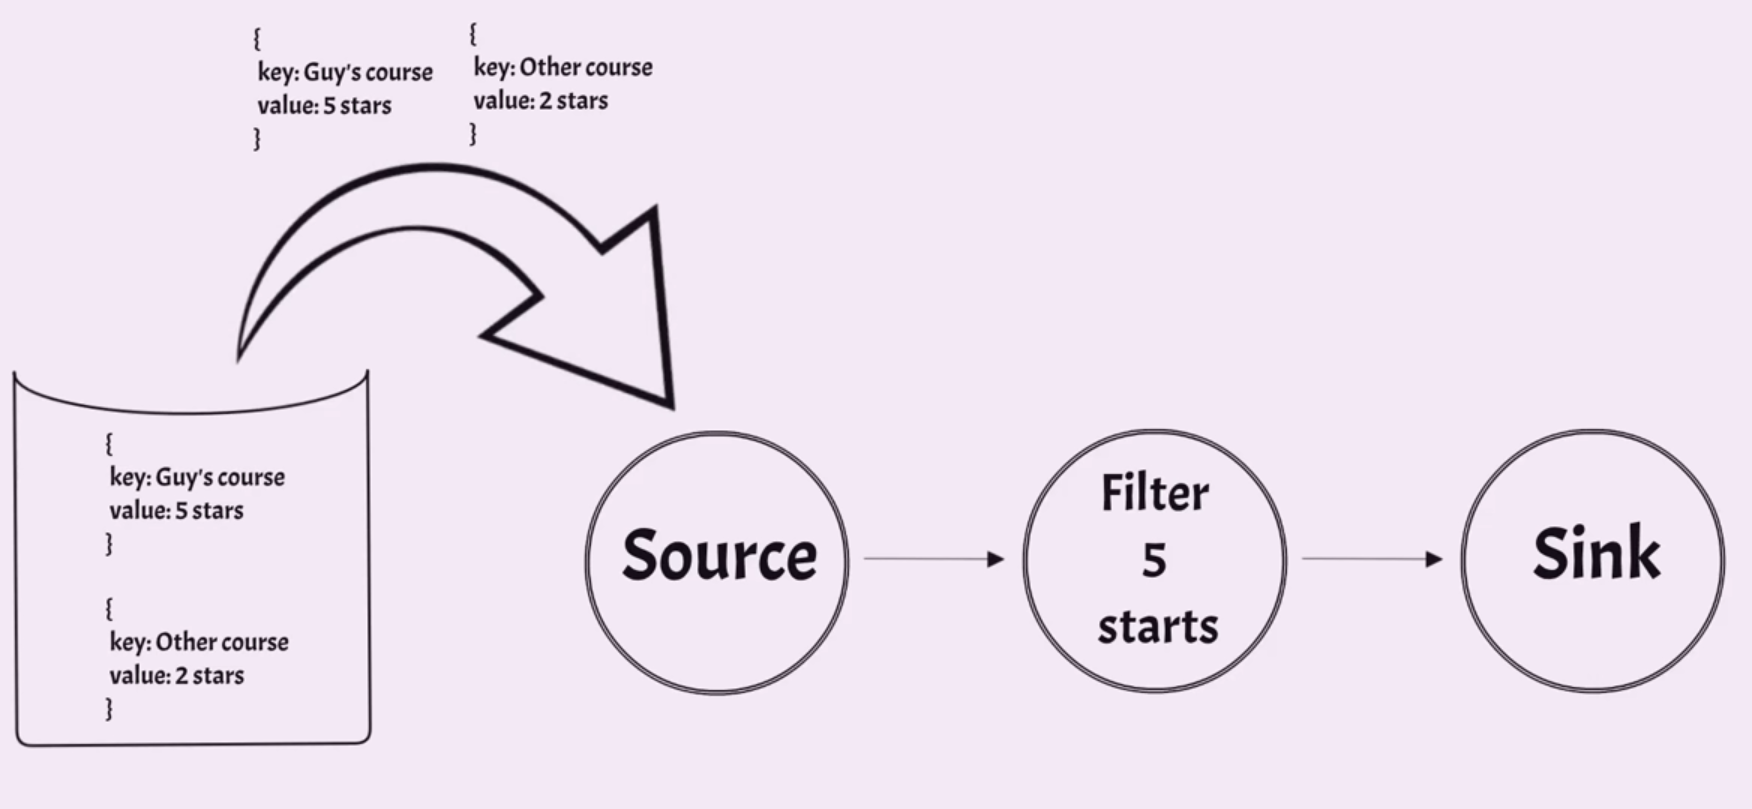 {
key: Guy's course
value: 5 stars
}
{
key: Other course
value: 2 stars
}
{
key: Guy's course
value: 5 stars
}
{
key: Other course
value: 2 stars
}
Source
Filter
5
starts
Sink